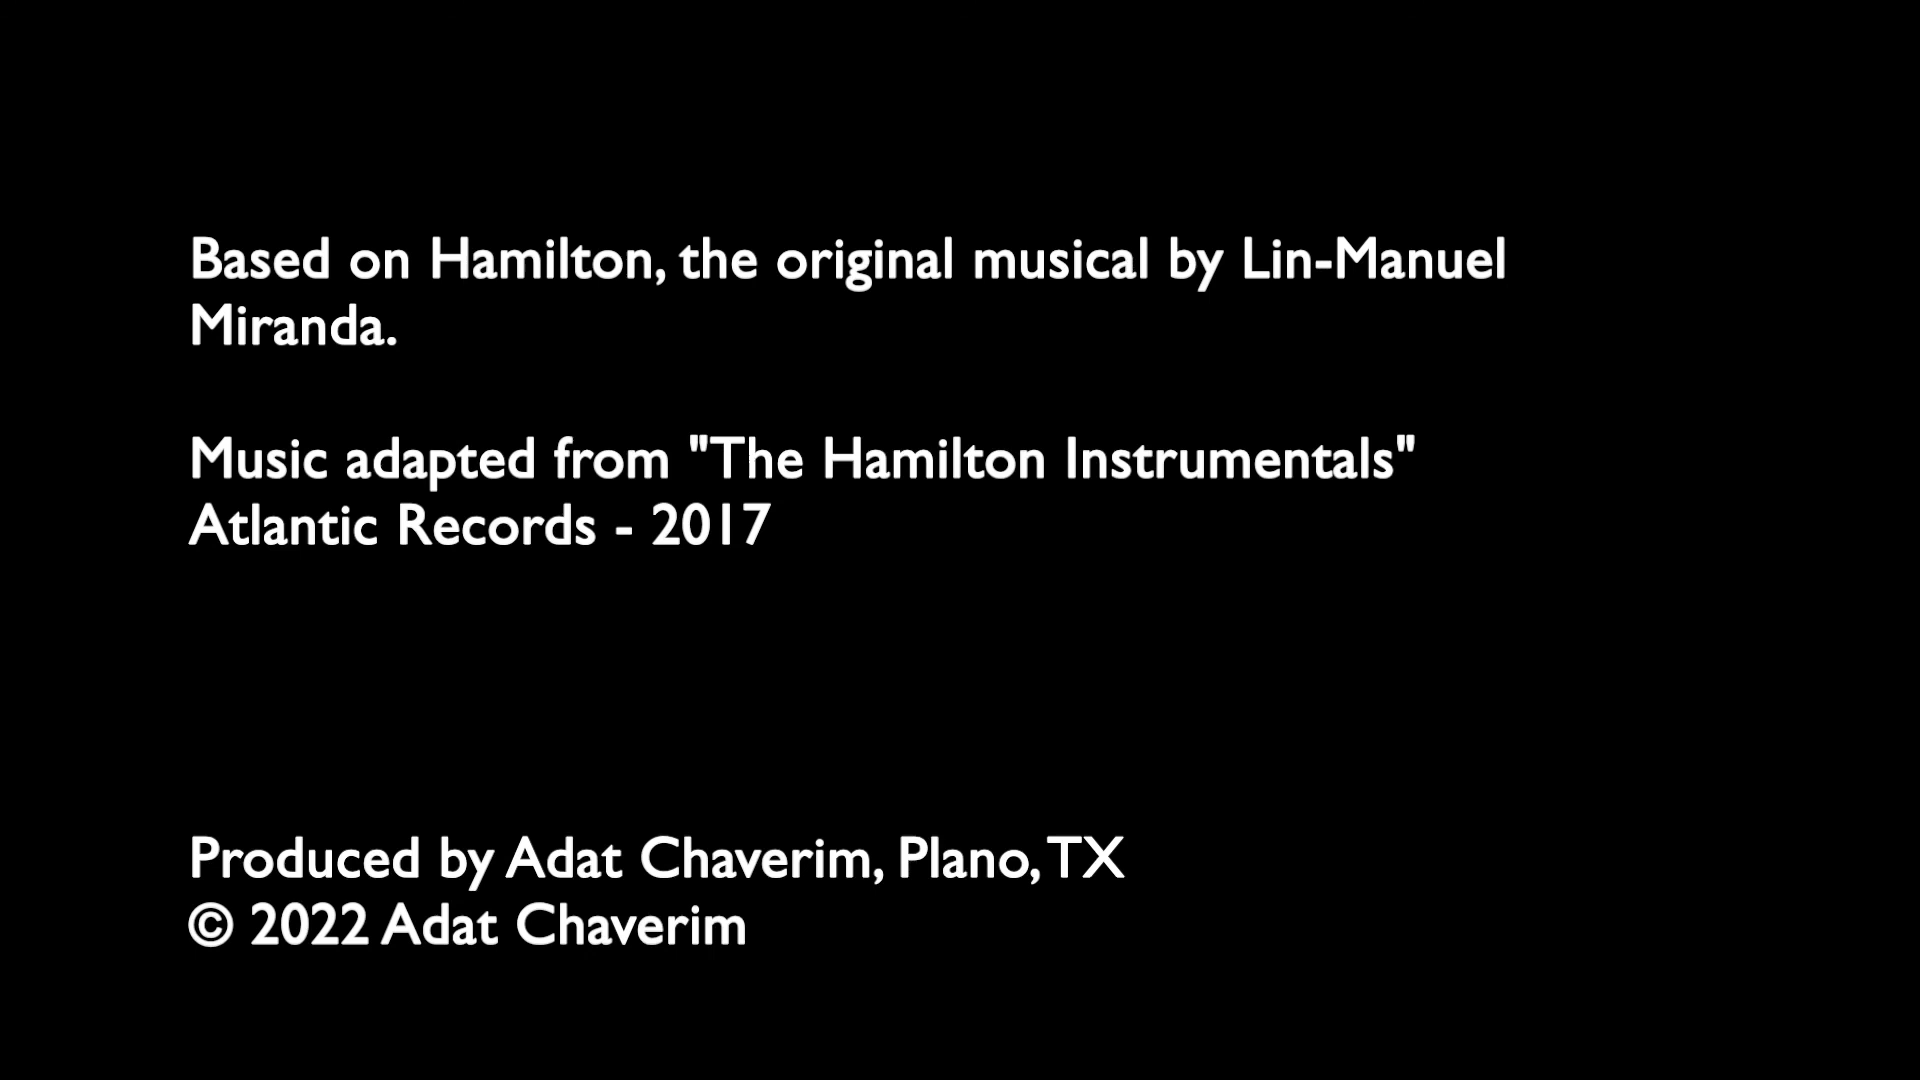 Based on Hamilton, the original musical by Lin-Manuel
Miranda.
Music adapted from "The Hamilton Instrumentals"
Atlantic Records - 2017
Produced by Adat Chaverim, Plano, TX
© 2022 Adat Chaverim